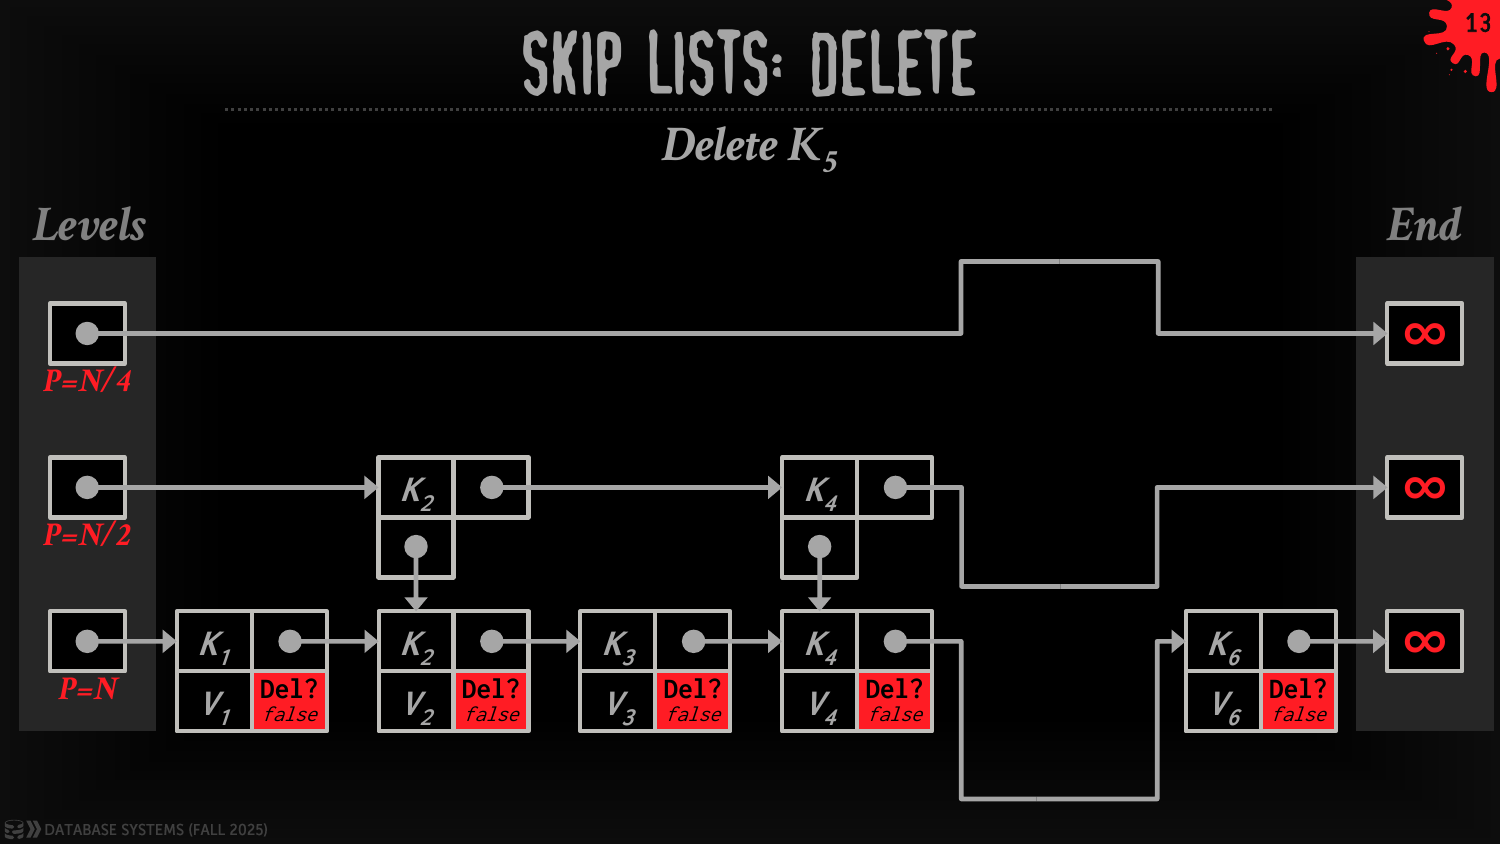 13
SKIP LISTS: DELETE
Delete K5
Levels
End
∞
P=N/4
K2
K4
∞
P=N/2
K1
K2
K3
K4
K6
∞
P=N
V1
Del?
false
V2
Del?
false
V3
Del?
false
V4
Del?
false
V6
Del?
false
DATABASE SYSTEMS (FALL 2025)